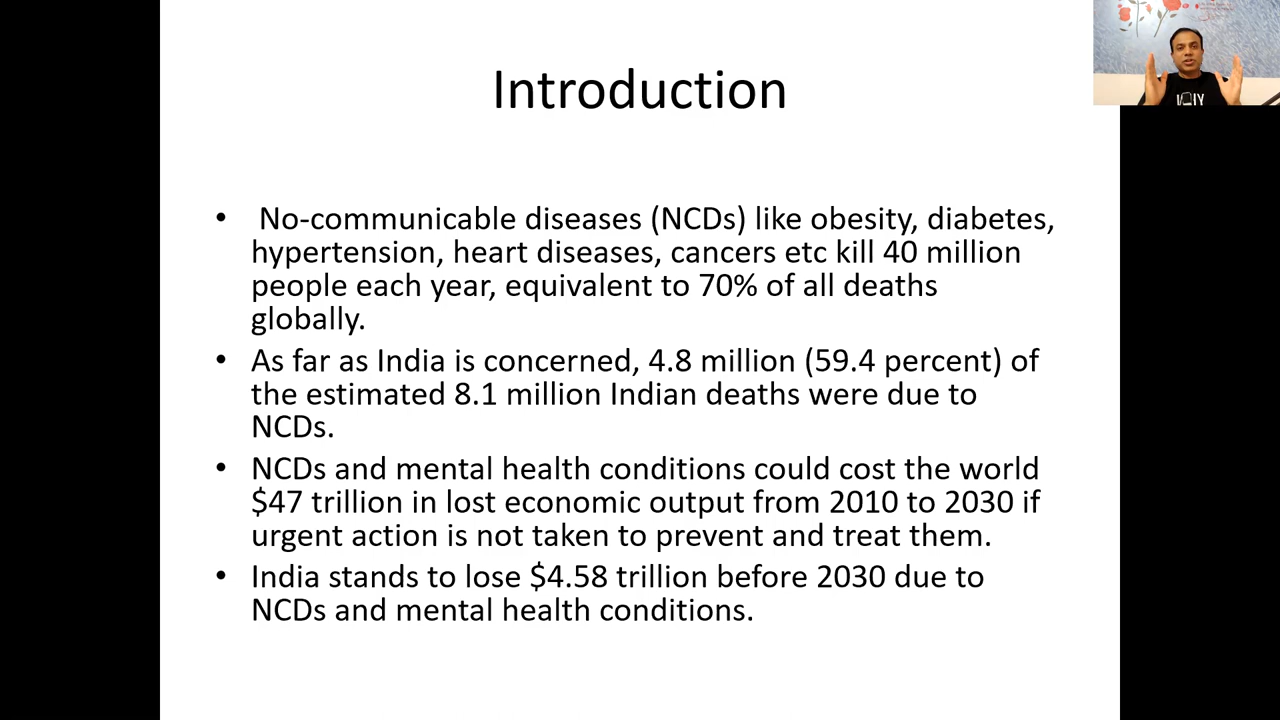 Introduction
• No-communicable diseases (NCDs) like obesity, diabetes,
hypertension, heart diseases, cancers etc kill 40 million
people each year, equivalent to 70% of all deaths
globally.
• As far as India is concerned, 4.8 million (59.4 percent) of
the estimated 8.1 million Indian deaths were due to
NCDs.
• NCDs and mental health conditions could cost the world
$47 trillion in lost economic output from 2010 to 2030 if
urgent action is not taken to prevent and treat them.
• India stands to lose $4.58 trillion before 2030 due to
NCDs and mental health conditions.